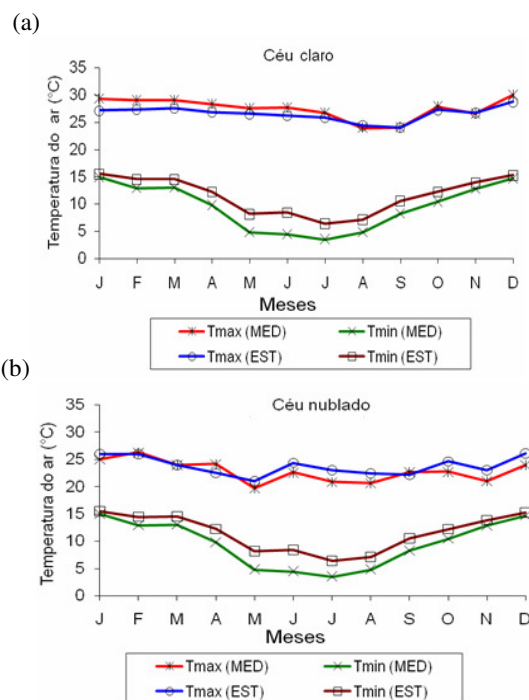 (a)
Céu claro
Temperatura do ar (°C)
35
30
25
20
15
10
5
0
J F M A M J J A S O N D
Meses
Tmax (MED) Tmin (MED)
Tmax (EST) Tmin (EST)
(b)
Céu nublado
Temperatura do ar (°C)
35
30
25
20
15
10
5
0
J F M A M J J A S O N D
Meses
Tmax (MED) Tmin (MED)
Tmax (EST) Tmin (EST)